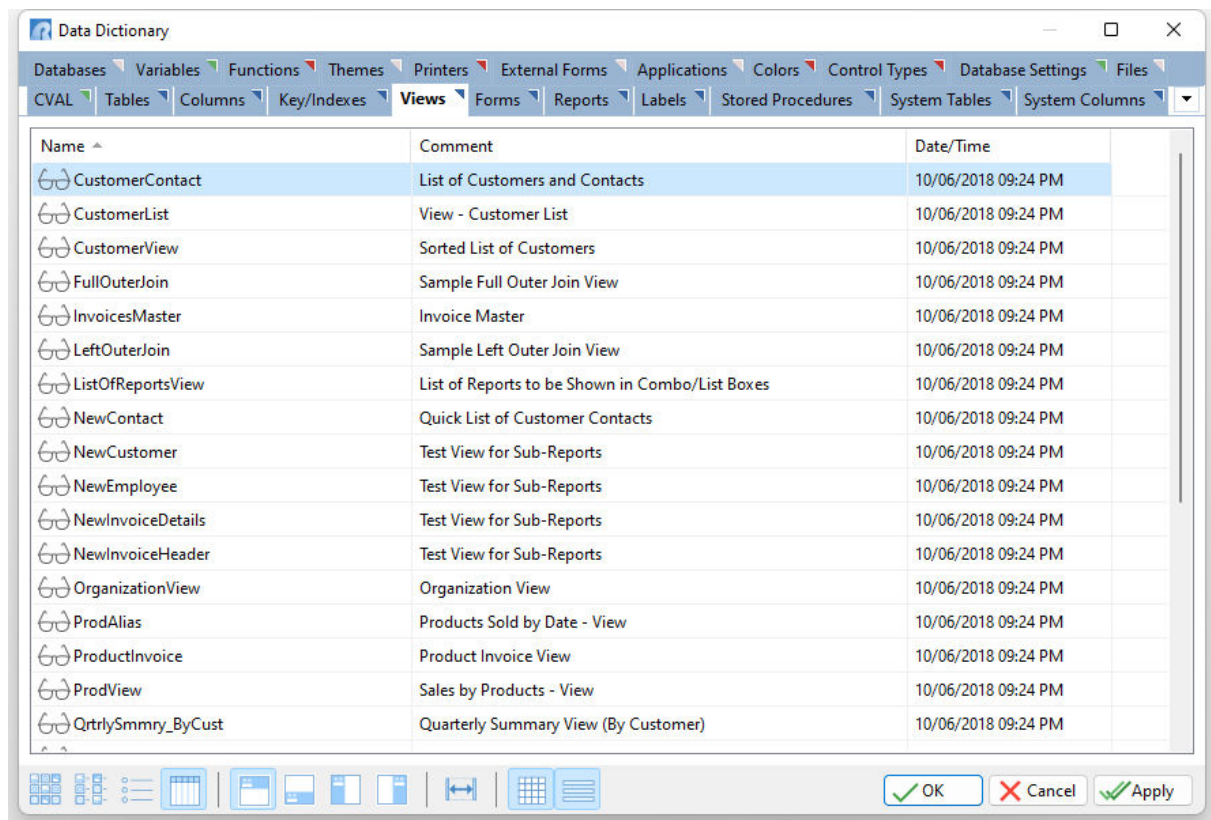 Data Dictionary
Databases Variables Functions Themes Printers External Forms Applications Colors Control Types Database Settings Files
CVAL Tables Columns Key/Indexes Views Forms Reports Labels Stored Procedures System Tables System Columns
Name Comment Date/Time
CustomerContact List of Customers and Contacts 10/06/2018 09:24 PM
CustomerList View - Customer List 10/06/2018 09:24 PM
CustomerView Sorted List of Customers 10/06/2018 09:24 PM
FullOuterJoin Sample Full Outer Join View 10/06/2018 09:24 PM
InvoicesMaster Invoice Master 10/06/2018 09:24 PM
LeftOuterJoin Sample Left Outer Join View 10/06/2018 09:24 PM
ListOfReportsView List of Reports to be Shown in Combo/List Boxes 10/06/2018 09:24 PM
NewContact Quick List of Customer Contacts 10/06/2018 09:24 PM
NewCustomer Test View for Sub-Reports 10/06/2018 09:24 PM
NewEmployee Test View for Sub-Reports 10/06/2018 09:24 PM
NewInvoiceDetails Test View for Sub-Reports 10/06/2018 09:24 PM
NewInvoiceHeader Test View for Sub-Reports 10/06/2018 09:24 PM
OrganizationView Organization View 10/06/2018 09:24 PM
ProdAlias Products Sold by Date - View 10/06/2018 09:24 PM
ProductInvoice Product Invoice View 10/06/2018 09:24 PM
ProdView Sales by Products - View 10/06/2018 09:24 PM
QrtrlySmmry_ByCust Quarterly Summary View (By Customer) 10/06/2018 09:24 PM
OK Cancel Apply